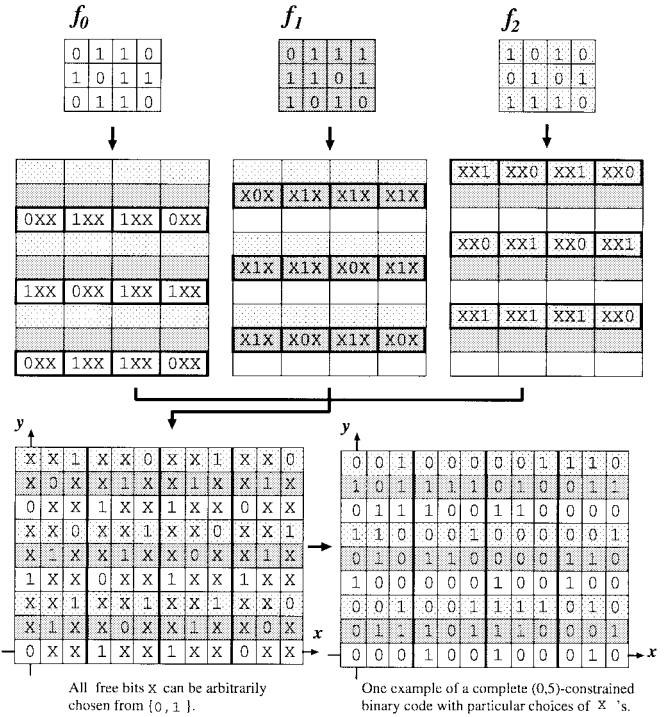 f0 f1 f2
0 1 1 0 0 1 1 1 1 0 1 0
1 0 1 1 1 1 0 1 0 1 0 1
0 1 1 0 1 0 1 0 1 1 1 0
XX1 XX0 XX1 XX0
X0X X1X X1X X1X
0XX 1XX 1XX 0XX
XX0 XX1 XX0 XX1
X1X X1X X0X X1X
1XX 0XX 1XX 1XX
XX1 XX1 XX1 XX0
X1X X0X X1X X0X
0XX 1XX 1XX 0XX
y
X X 1 X X 0 X X 1 X X 0
X 0 X X 1 X X 1 X X 1 X
0 X X 1 X X 1 X X 0 X X
X X 0 X X 1 X X 0 X X 1
X 1 X X 1 X X 0 X X 1 X
1 X X 0 X X 1 X X 1 X X
X X 1 X X 1 X X 1 X X 0
X 1 X X 0 X X 1 X X 0 X
0 X X 1 X X 1 X X 0 X X
x
y
0 0 1 0 0 0 0 0 1 1 1 0
1 0 1 1 1 1 0 1 0 0 1 1
0 1 1 1 0 0 1 1 0 0 0 0
1 1 0 0 0 1 0 0 0 0 0 1
0 1 0 1 1 0 0 0 0 1 1 0
1 0 0 0 0 0 1 0 0 1 0 0
0 0 1 0 0 1 1 1 1 0 1 0
0 1 1 1 0 1 1 1 0 0 0 1
x
All free bits X can be arbitrarily
chosen from {0,1}.
One example of a complete (0,5)-constrained
binary code with particular choices of X 's.